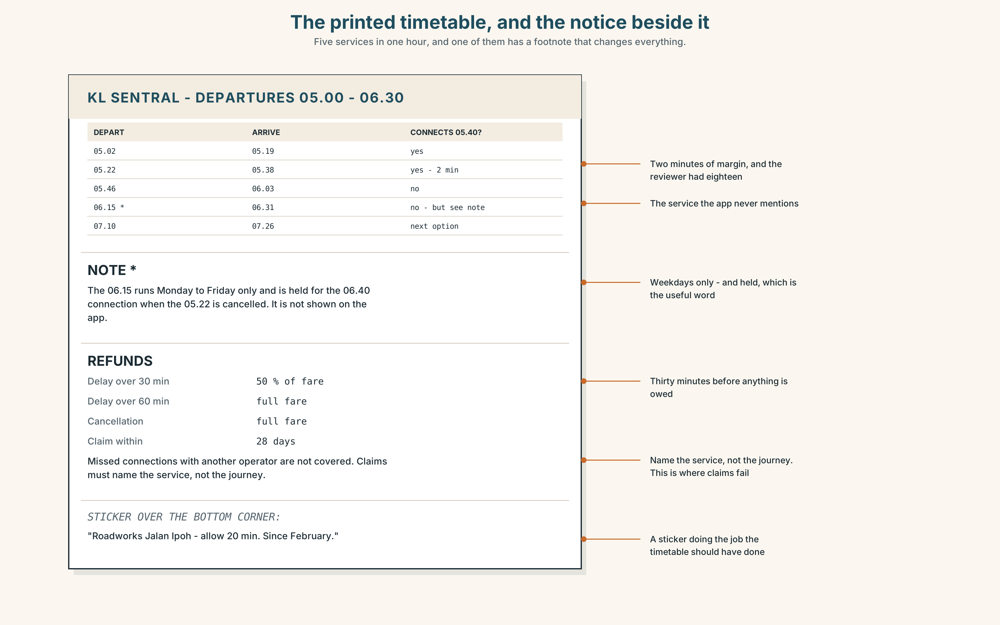 The printed timetable, and the notice beside it
Five services in one hour, and one of them has a footnote that changes everything.
KL SENTRAL - DEPARTURES 05.00 - 06.30
DEPART ARRIVE CONNECTS 05.40?
05.02 05.19 yes
05.22 05.38 yes - 2 min
05.46 06.03 no
06.15 * 06.31 no - but see note
07.10 07.26 next option
NOTE *
The 06.15 runs Monday to Friday only and is held for the 06.40
connection when the 05.22 is cancelled. It is not shown on the
app.
REFUNDS
Delay over 30 min 50 % of fare
Delay over 60 min full fare
Cancellation full fare
Claim within 28 days
Missed connections with another operator are not covered. Claims
must name the service, not the journey.
STICKER OVER THE BOTTOM CORNER:
"Roadworks Jalan Ipoh - allow 20 min. Since February."
Two minutes of margin, and the
reviewer had eighteen
The service the app never mentions
Weekdays only - and held, which is
the useful word
Thirty minutes before anything is
owed
Name the service, not the journey.
This is where claims fail
A sticker doing the job the
timetable should have done